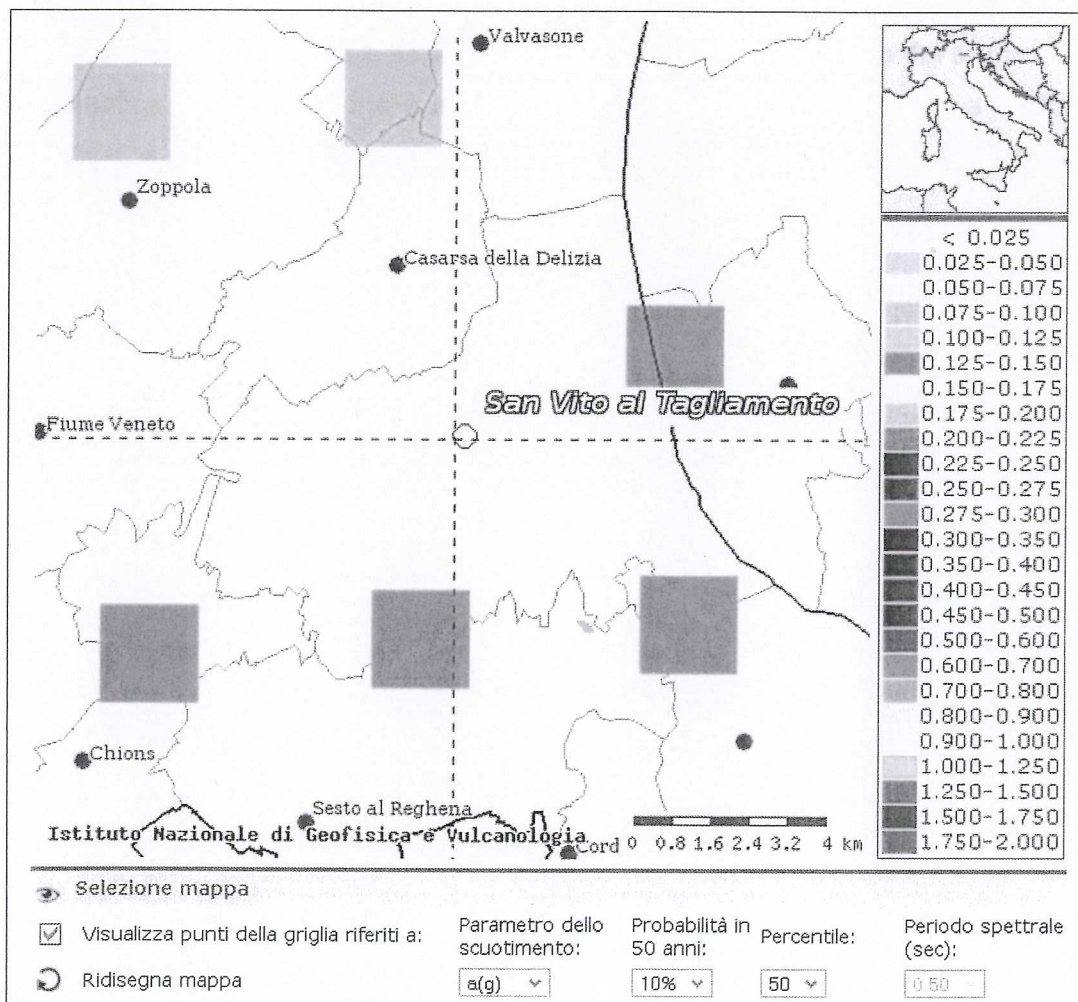 Valvasone
Zoppola
Casarsa della Delizia
San Vito al Tagliamento
Fiume Veneto
Chions
Sesto al Reghena
Istituto Nazionale di Geofisica e Vulcanologia
Cord
0 0.8 1.6 2.4 3.2 4 km
< 0.025
0.025-0.050
0.050-0.075
0.075-0.100
0.100-0.125
0.125-0.150
0.150-0.175
0.175-0.200
0.200-0.225
0.225-0.250
0.250-0.275
0.275-0.300
0.300-0.350
0.350-0.400
0.400-0.450
0.450-0.500
0.500-0.600
0.600-0.700
0.700-0.800
0.800-0.900
0.900-1.000
1.000-1.250
1.250-1.500
1.500-1.750
1.750-2.000
Selezione mappa
Visualizza punti della griglia riferiti a:
Ridisegna mappa
Parametro dello
scuotimento:
a(g)
Probabilità in
50 anni:
10%
Percentile:
50
Periodo spettrale
(sec):
0.50